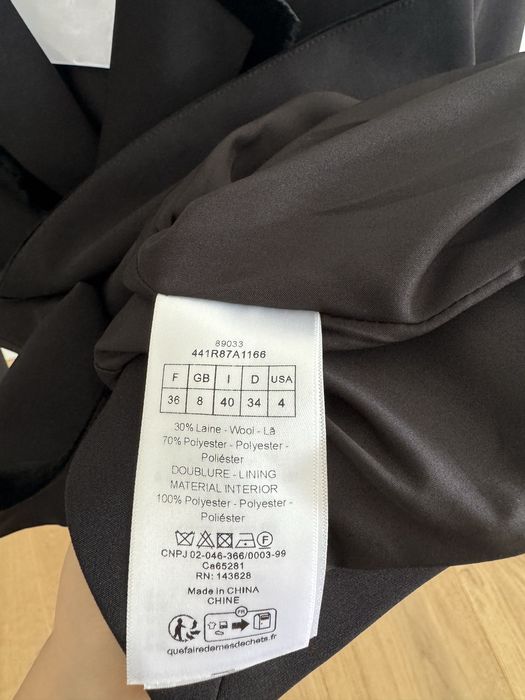 89033
441R87A1166
F GB I D USA
36 8 40 34 4
30% Laine - Wool - Lã
70% Polyester - Polyester -
Poliéster
DOUBLURE - LINING
MATERIAL INTERIOR
100% Polyester - Polyester -
Poliéster
F
CNPJ 02-046-366/0003-99
Ca65281
RN: 143628
Made in CHINA
CHINE
FR
quefairedemesdechets.fr